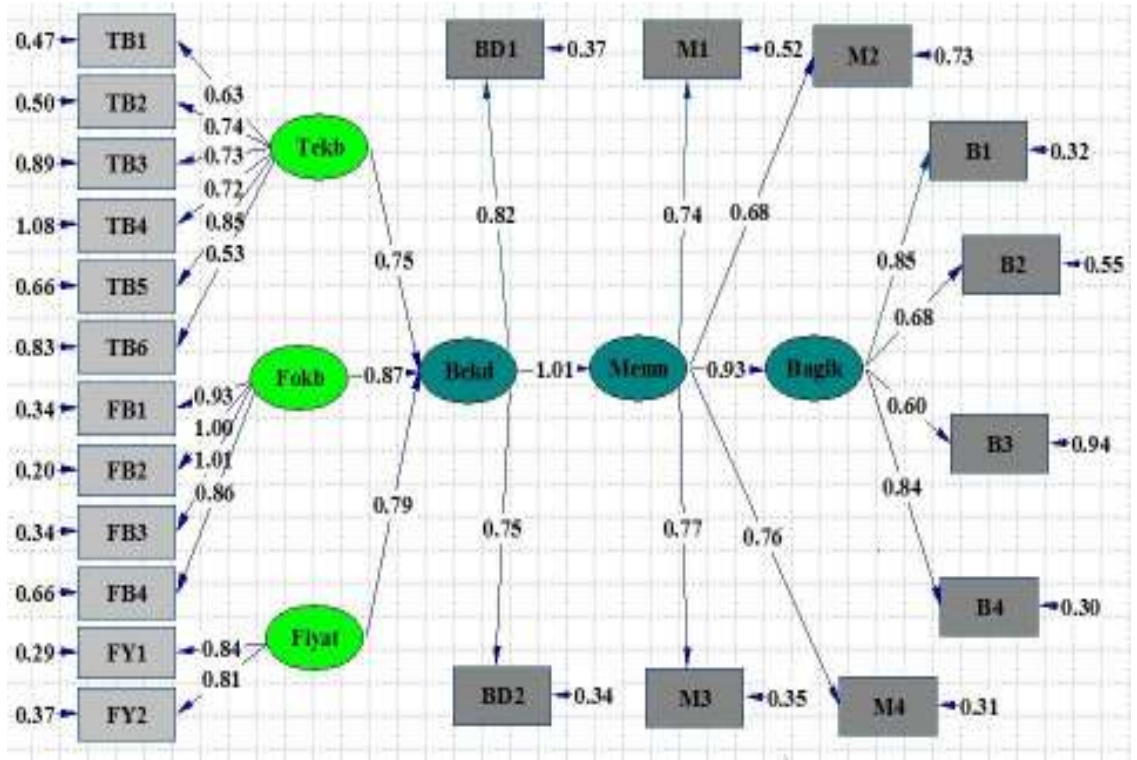 0.47 TB1
0.50 TB2
0.89 TB3
1.08 TB4
0.66 TB5
0.83 TB6
0.34 FB1
0.20 FB2
0.34 FB3
0.66 FB4
0.29 FY1
0.37 FY2
0.63
0.74
0.73
0.72
0.85
0.53
0.93
1.00
1.01
0.86
0.84
0.81
Tekb
Fokb
Fiyat
0.75
0.87
0.79
Bekd
BD1 0.37
0.82
0.75
BD2 0.34
1.01
Memn
M1 0.52
M2 0.73
0.74
0.68
0.77
0.76
M3 0.35
M4 0.31
0.93
Baglk
B1 0.32
B2 0.55
0.85
0.68
0.60
0.84
B3 0.94
B4 0.30